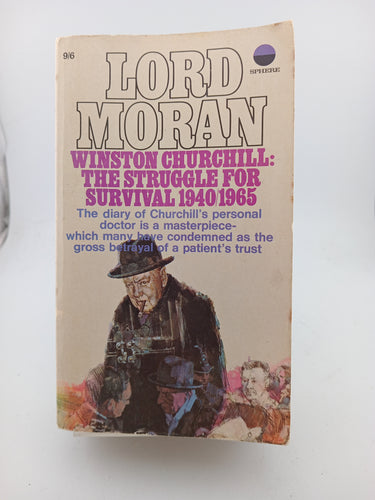 9/6
SPHERE
LORD
MORAN
WINSTON CHURCHILL:
THE STRUGGLE FOR
SURVIVAL 1940/1965
The diary of Churchill's personal
doctor is a masterpiece-
which many have condemned as the
gross betrayal of a patient's trust